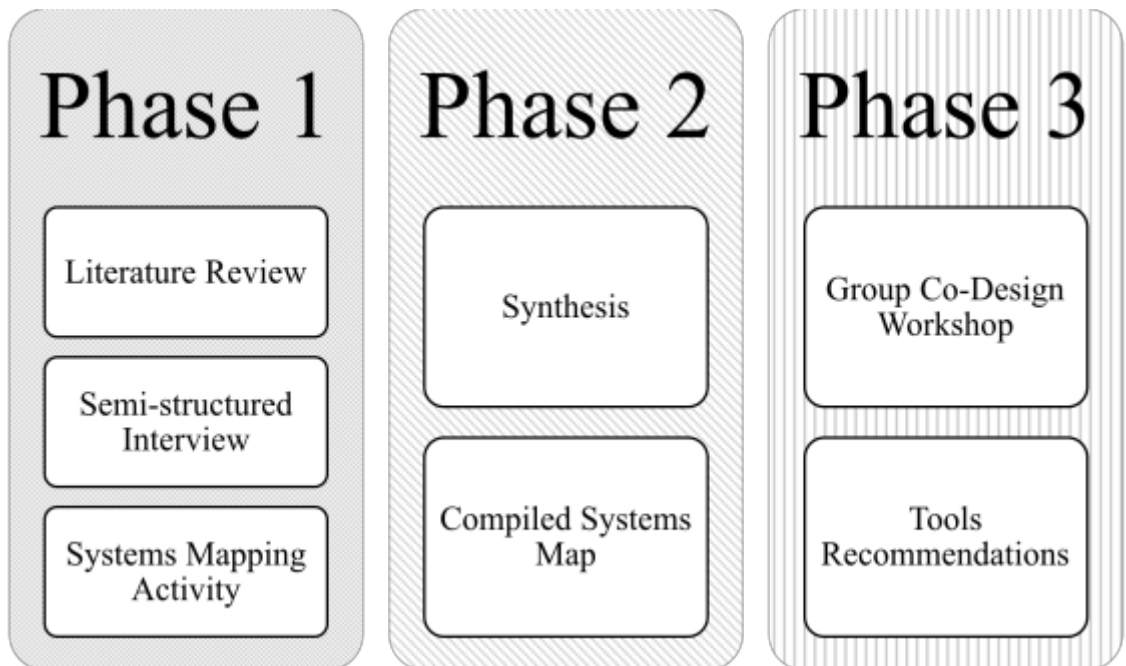 Phase 1
Literature Review
Semi-structured
Interview
Systems Mapping
Activity
Phase 2
Synthesis
Compiled Systems
Map
Phase 3
Group Co-Design
Workshop
Tools
Recommendations